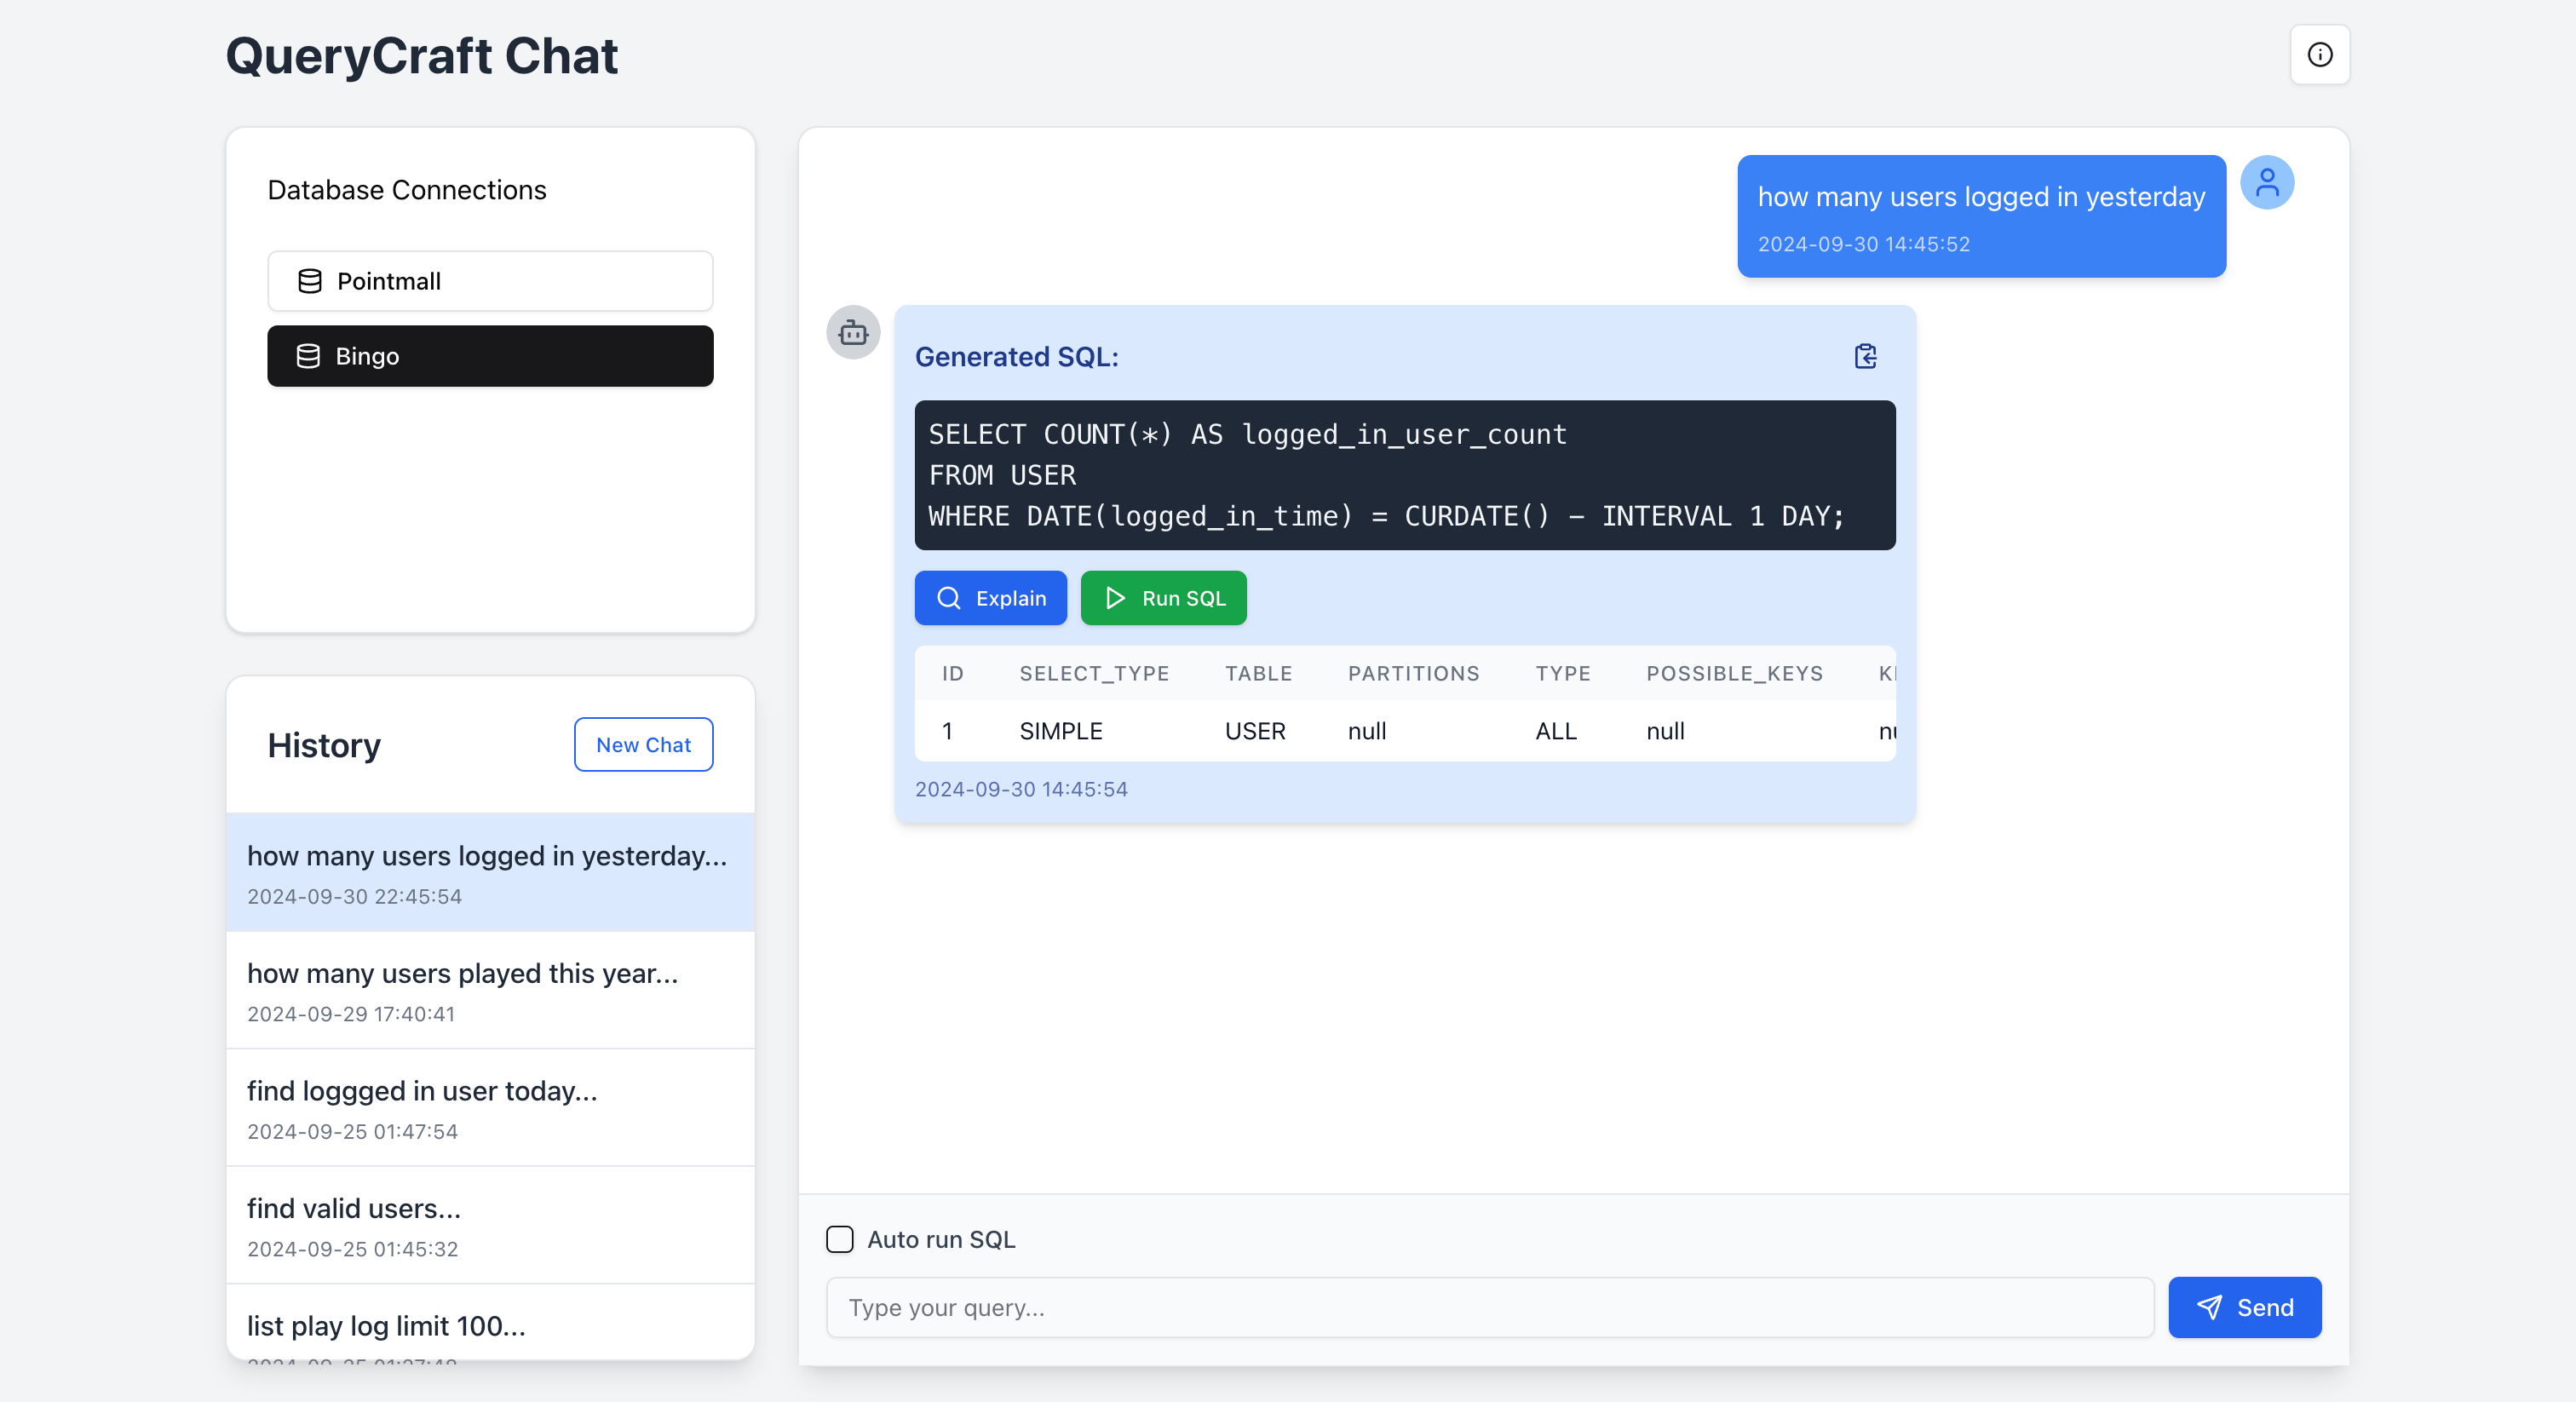 QueryCraft Chat
Database Connections
Pointmall
Bingo
History
New Chat
how many users logged in yesterday...
2024-09-30 22:45:54
how many users played this year...
2024-09-29 17:40:41
find loggged in user today...
2024-09-25 01:47:54
find valid users...
2024-09-25 01:45:32
list play log limit 100...
how many users logged in yesterday
2024-09-30 14:45:52
Generated SQL:
SELECT COUNT(*) AS logged_in_user_count
FROM USER
WHERE DATE(logged_in_time) = CURDATE() – INTERVAL 1 DAY;
Explain
Run SQL
ID SELECT_TYPE TABLE PARTITIONS TYPE POSSIBLE_KEYS
1 SIMPLE USER null ALL null
2024-09-30 14:45:54
Auto run SQL
Type your query...
Send